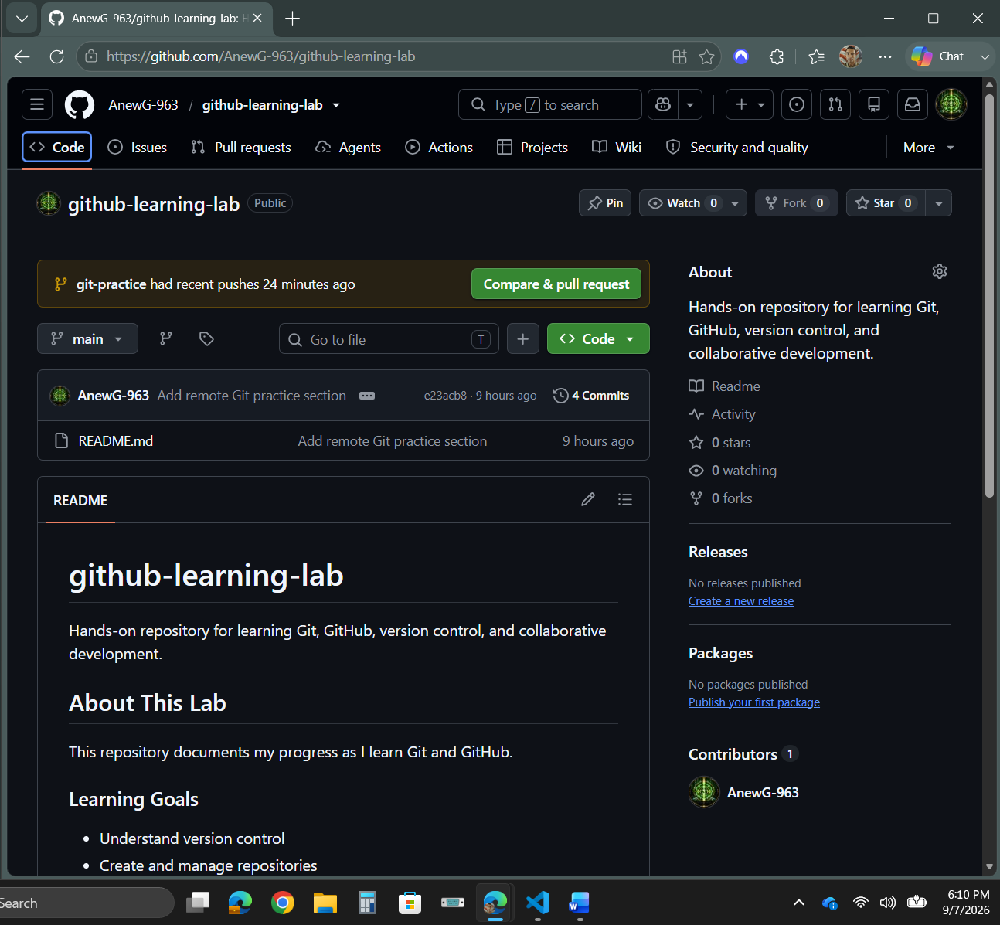 AnewG-963/github-learning-lab: H
https://github.com/AnewG-963/github-learning-lab
Chat
AnewG-963 / github-learning-lab
Type / to search
Code Issues Pull requests Agents Actions Projects Wiki Security and quality More
github-learning-lab Public
Pin Watch 0 Fork 0 Star 0
git-practice had recent pushes 24 minutes ago
Compare & pull request
main
Go to file T
Code
AnewG-963 Add remote Git practice section
e23acb8 · 9 hours ago
4 Commits
README.md Add remote Git practice section 9 hours ago
README
github-learning-lab
Hands-on repository for learning Git, GitHub, version control, and collaborative
development.
About This Lab
This repository documents my progress as I learn Git and GitHub.
Learning Goals
• Understand version control
• Create and manage repositories
About
Hands-on repository for learning Git,
GitHub, version control, and
collaborative development.
Readme
Activity
0 stars
0 watching
0 forks
Releases
No releases published
Create a new release
Packages
No packages published
Publish your first package
Contributors 1
AnewG-963
Search
W
6:10 PM
9/7/2026